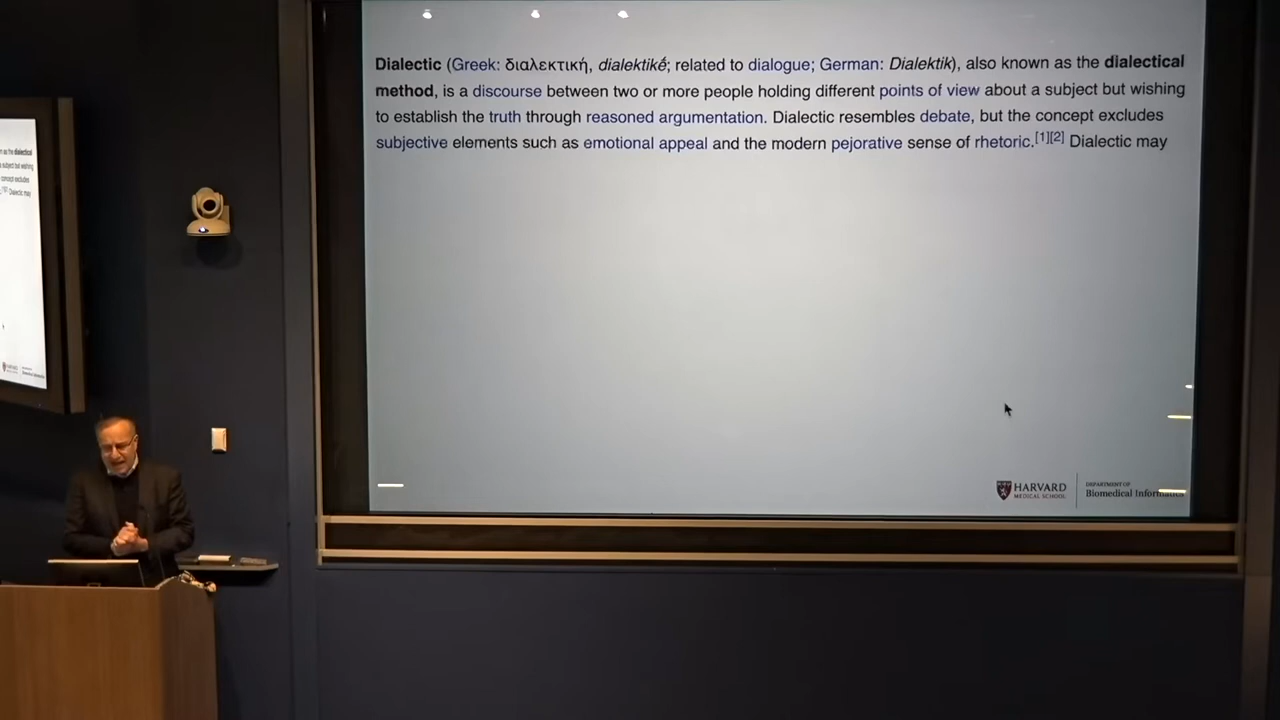 Dialectic (Greek: διαλεκτική, dialektikḗ; related to dialogue; German: Dialektik), also known as the dialectical
method, is a discourse between two or more people holding different points of view about a subject but wishing
to establish the truth through reasoned argumentation. Dialectic resembles debate, but the concept excludes
subjective elements such as emotional appeal and the modern pejorative sense of rhetoric.[1][2] Dialectic may
HARVARD
MEDICAL SCHOOL
DEPARTMENT OF
Biomedical Informatics